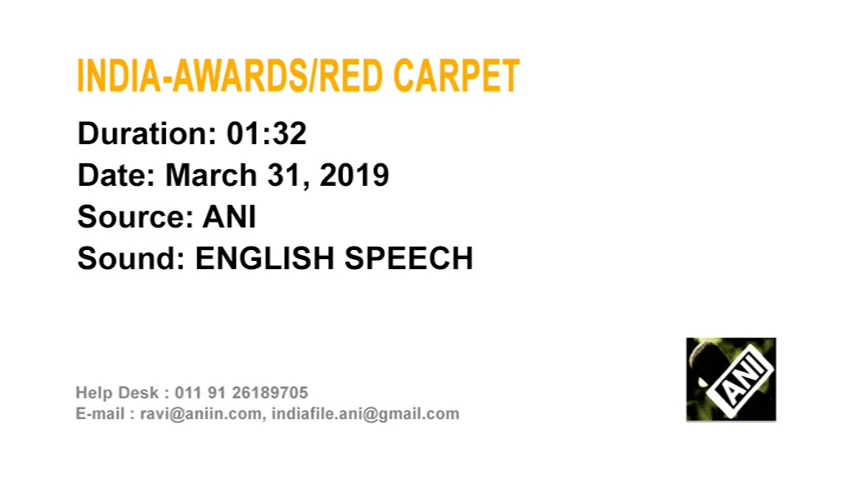 INDIA-AWARDS/RED CARPET
Duration: 01:32
Date: March 31, 2019
Source: ANI
Sound: ENGLISH SPEECH
Help Desk : 011 91 26189705
E-mail : ravi@aniin.com, indiafile.ani@gmail.com
ANI